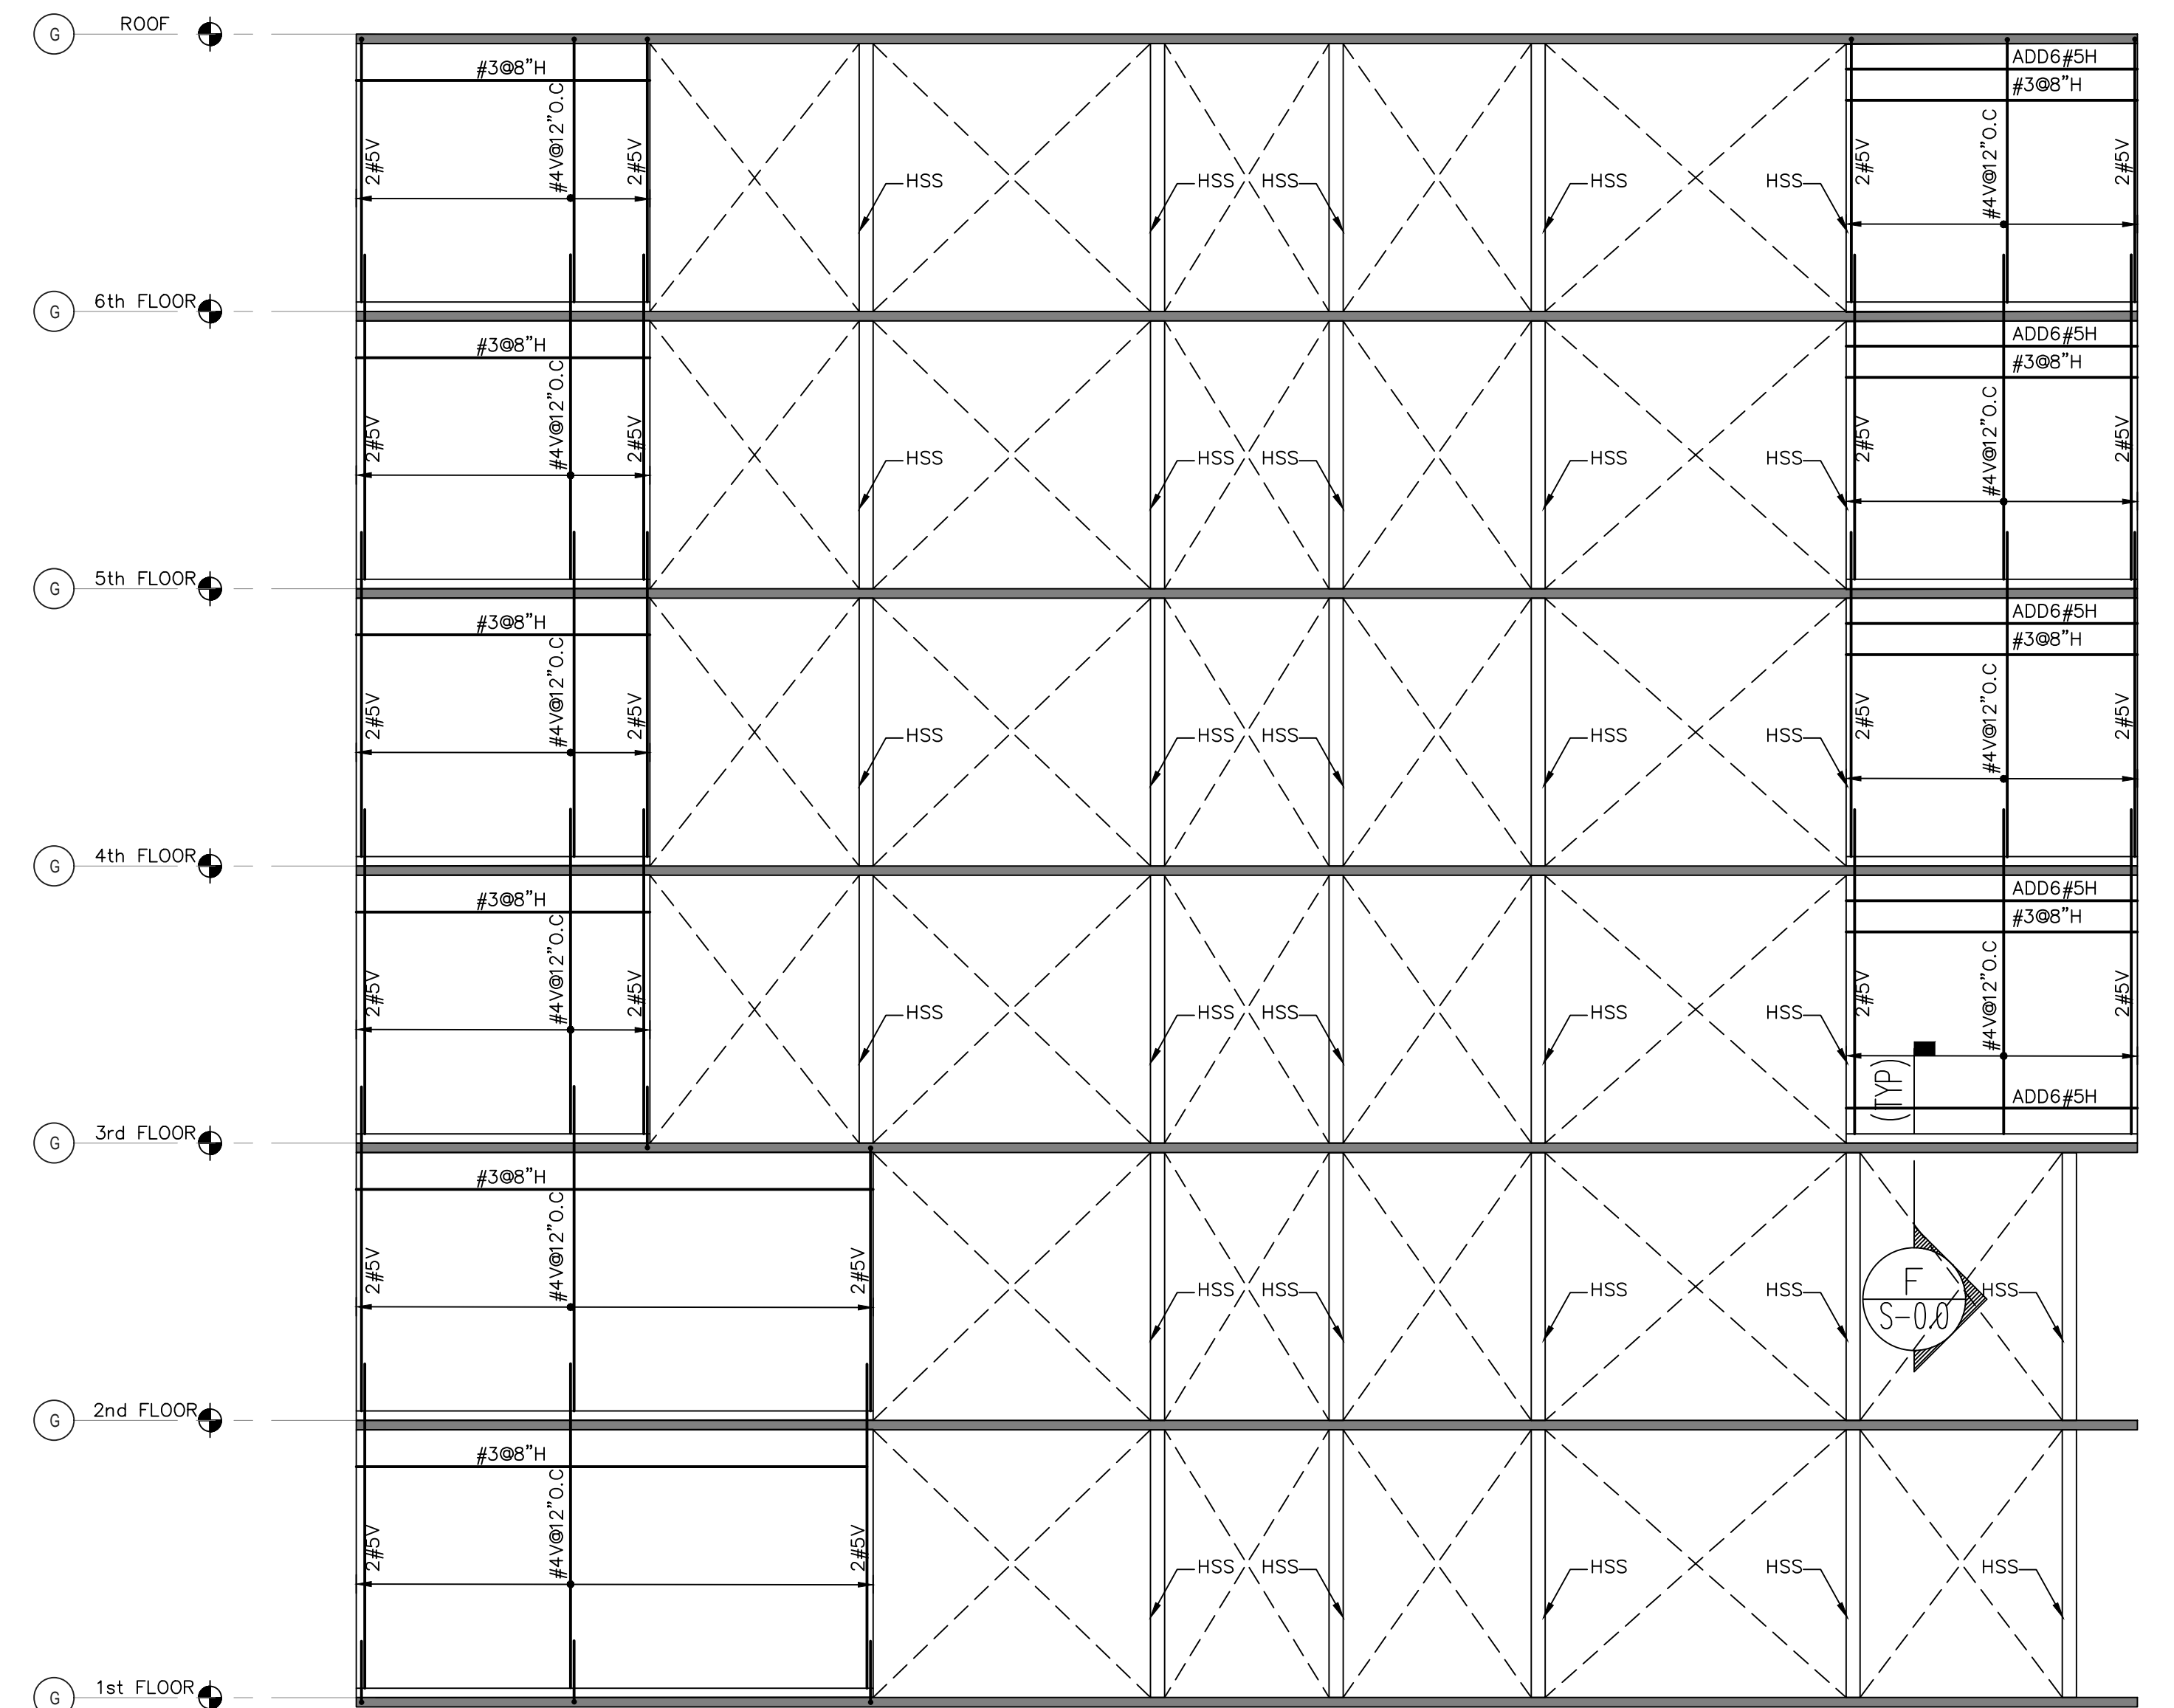 G ROOF
#3@8"H
ADD6#5H
#3@8"H
2#5V #4V@12"O.C 2#5V
HSS HSS HSS HSS HSS
2#5V #4V@12"O.C 2#5V
G 6th FLOOR
#3@8"H
ADD6#5H
#3@8"H
2#5V #4V@12"O.C 2#5V
HSS HSS HSS HSS HSS
2#5V #4V@12"O.C 2#5V
G 5th FLOOR
#3@8"H
ADD6#5H
#3@8"H
2#5V #4V@12"O.C 2#5V
HSS HSS HSS HSS HSS
2#5V #4V@12"O.C 2#5V
G 4th FLOOR
#3@8"H
ADD6#5H
#3@8"H
2#5V #4V@12"O.C 2#5V
HSS HSS HSS HSS HSS
2#5V #4V@12"O.C 2#5V
(TYP)
ADD6#5H
G 3rd FLOOR
#3@8"H
2#5V #4V@12"O.C 2#5V
HSS HSS HSS HSS HSS
F
S-0.0
G 2nd FLOOR
#3@8"H
2#5V #4V@12"O.C 2#5V
HSS HSS HSS HSS HSS
G 1st FLOOR